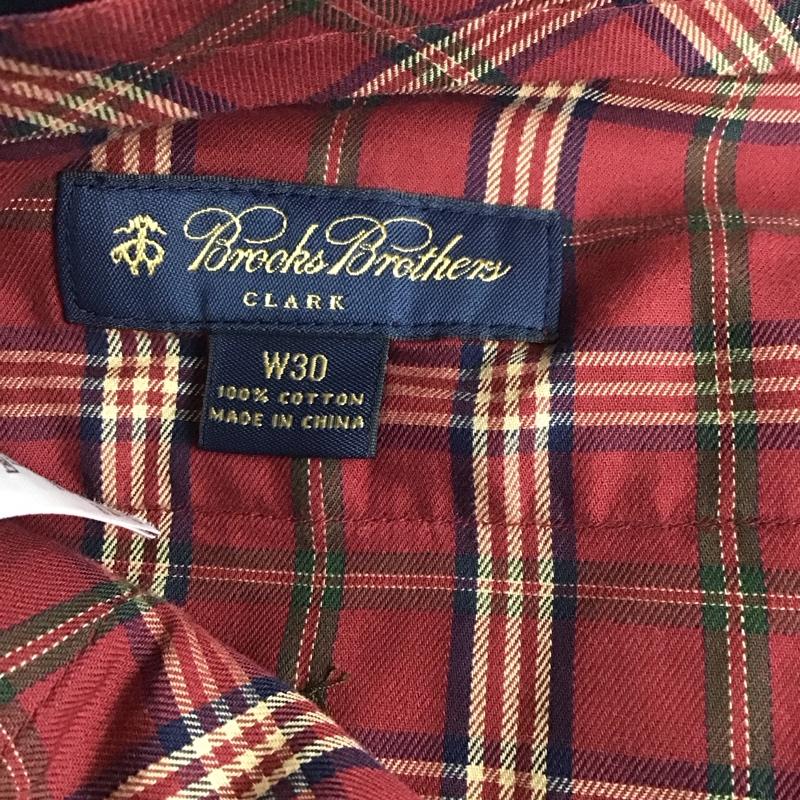 Brooks Brothers
CLARK
W30
100% COTTON
MADE IN CHINA